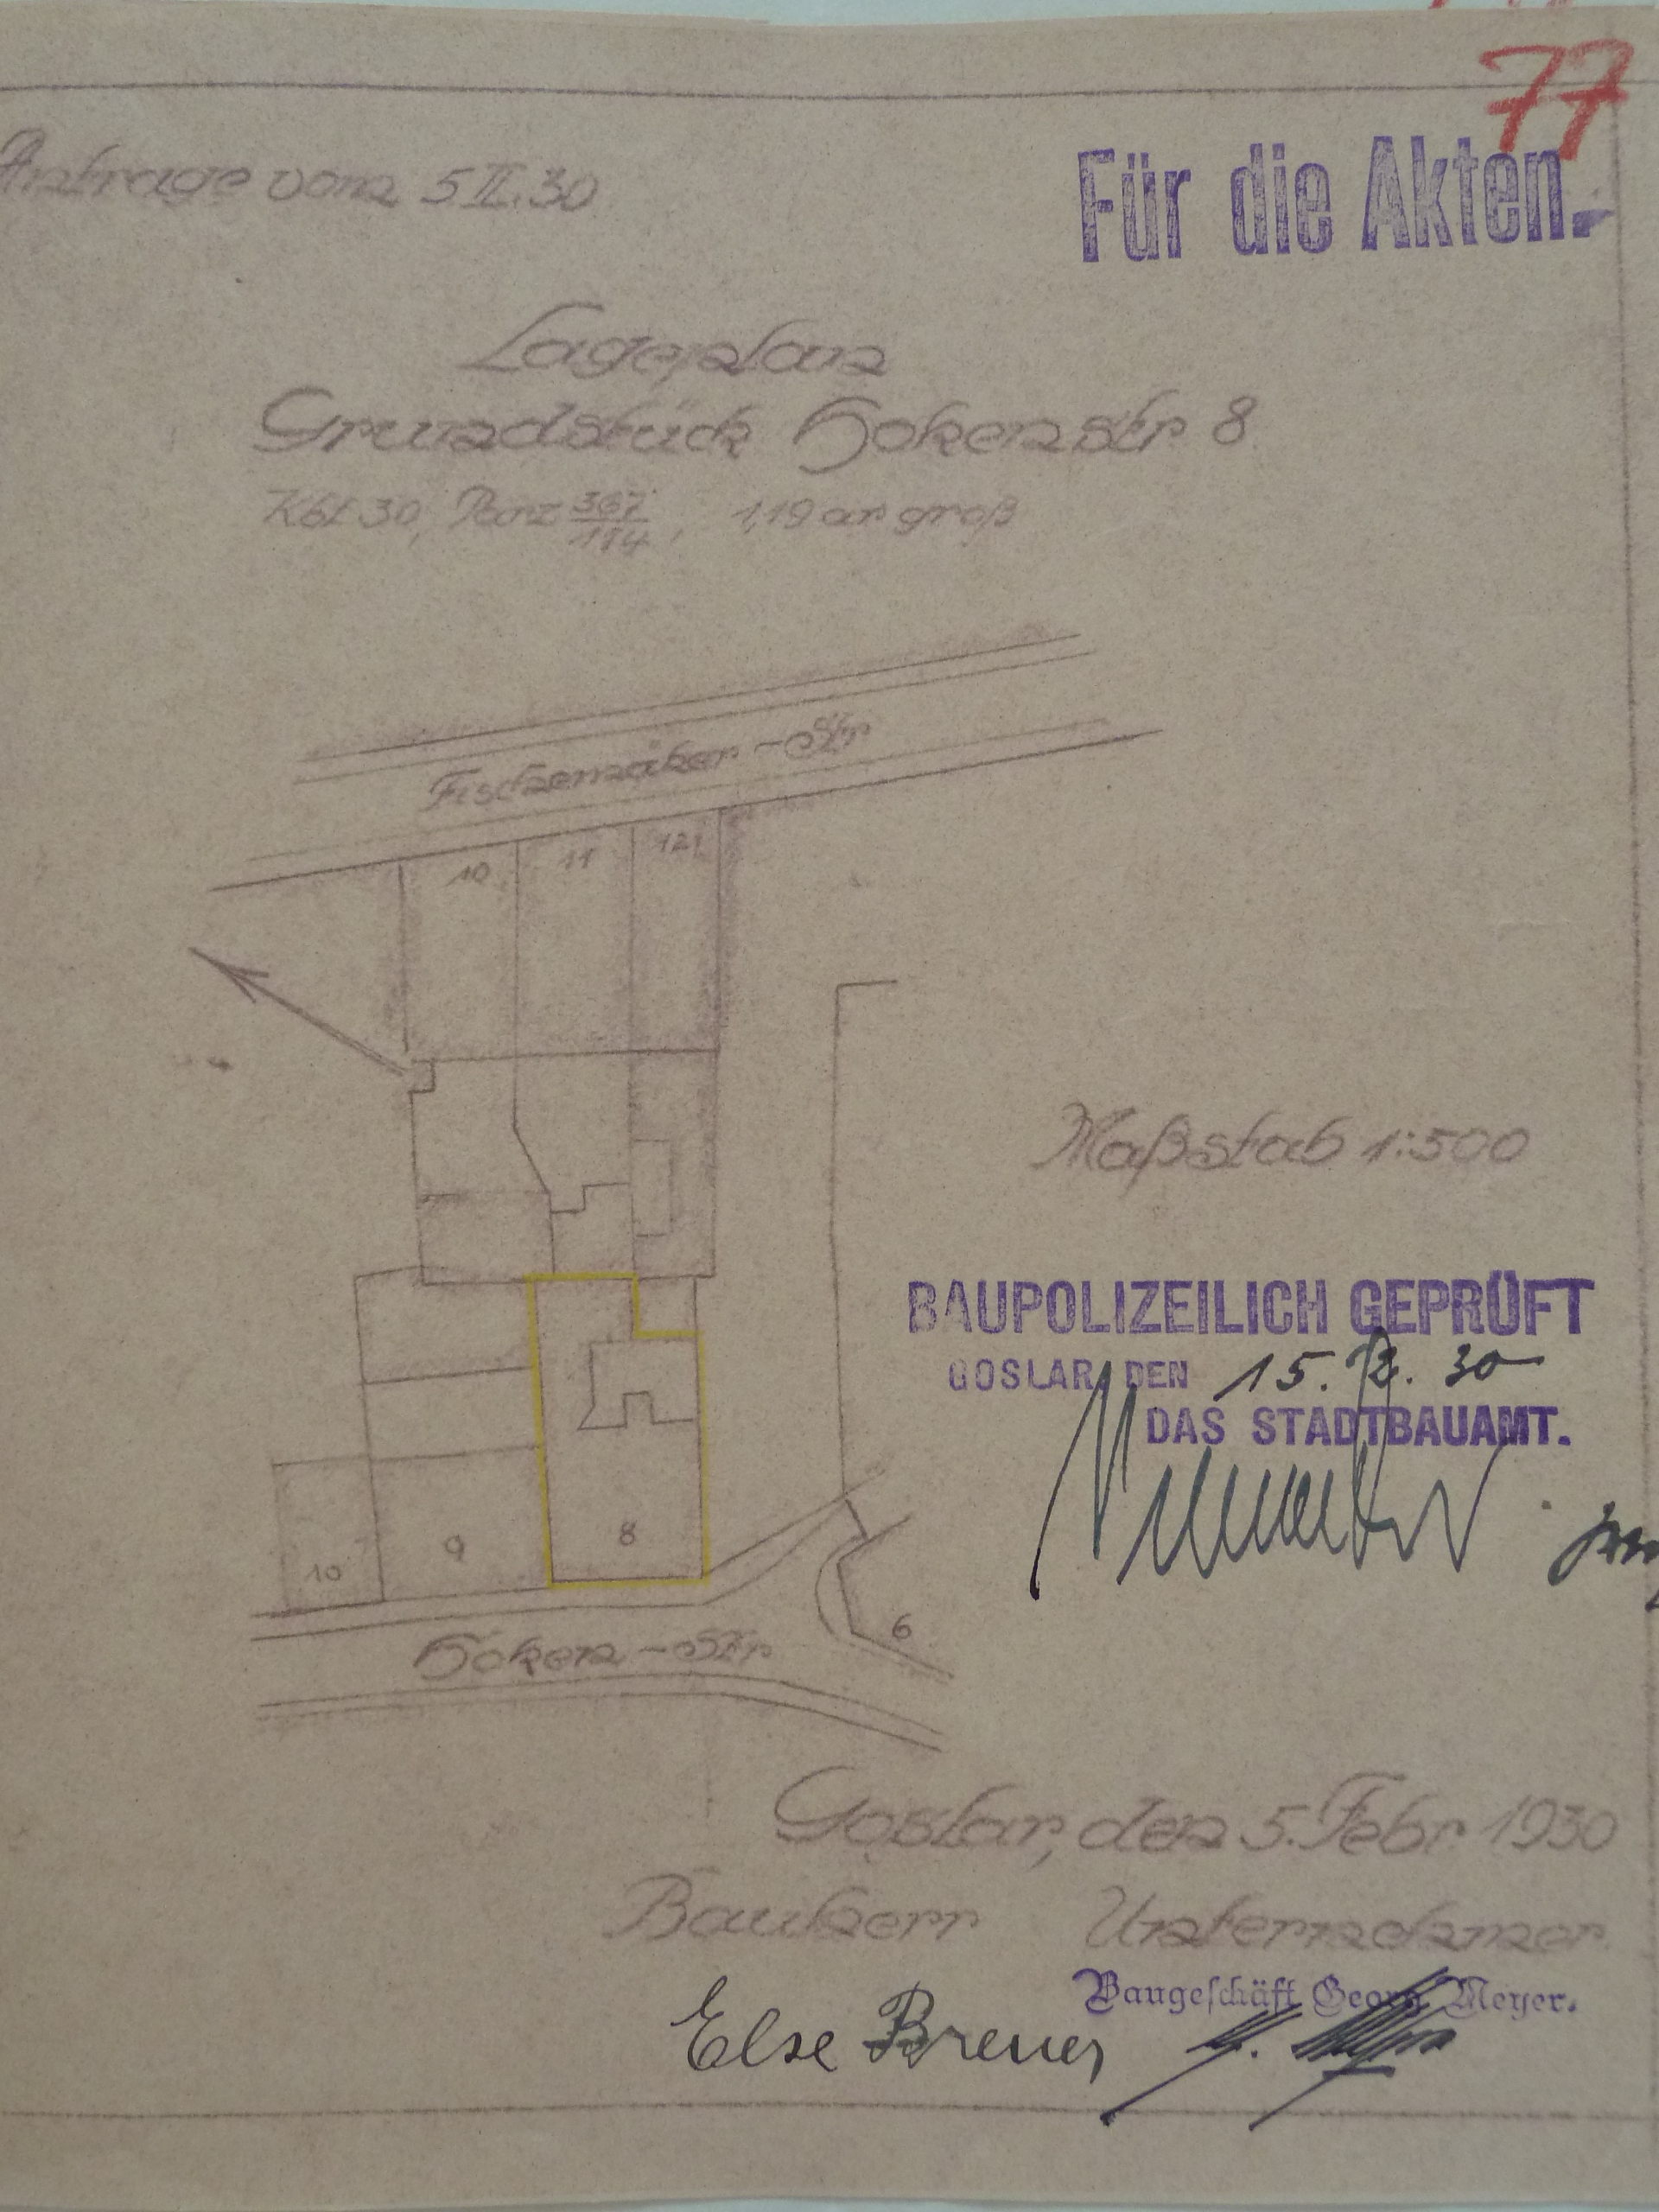 77
Anfrage vom 5.II.30
Für die Akten.
Lageplan
Grundstück Hokenstr 8
Kbl 30, Parz 367/184, 1,19 ar groß
Fischemäker-Str
10 11 12
Maßstab 1:500
BAUPOLIZEILICH GEPRÜFT
GOSLAR, DEN 15. 2. 30
DAS STADTBAUAMT.
10 9 8
6
Hoken-Str
Goslar, den 5. Febr 1930
Bauherr Unternehmer
Baugeschäft Georg Meyer.
Else Breuer